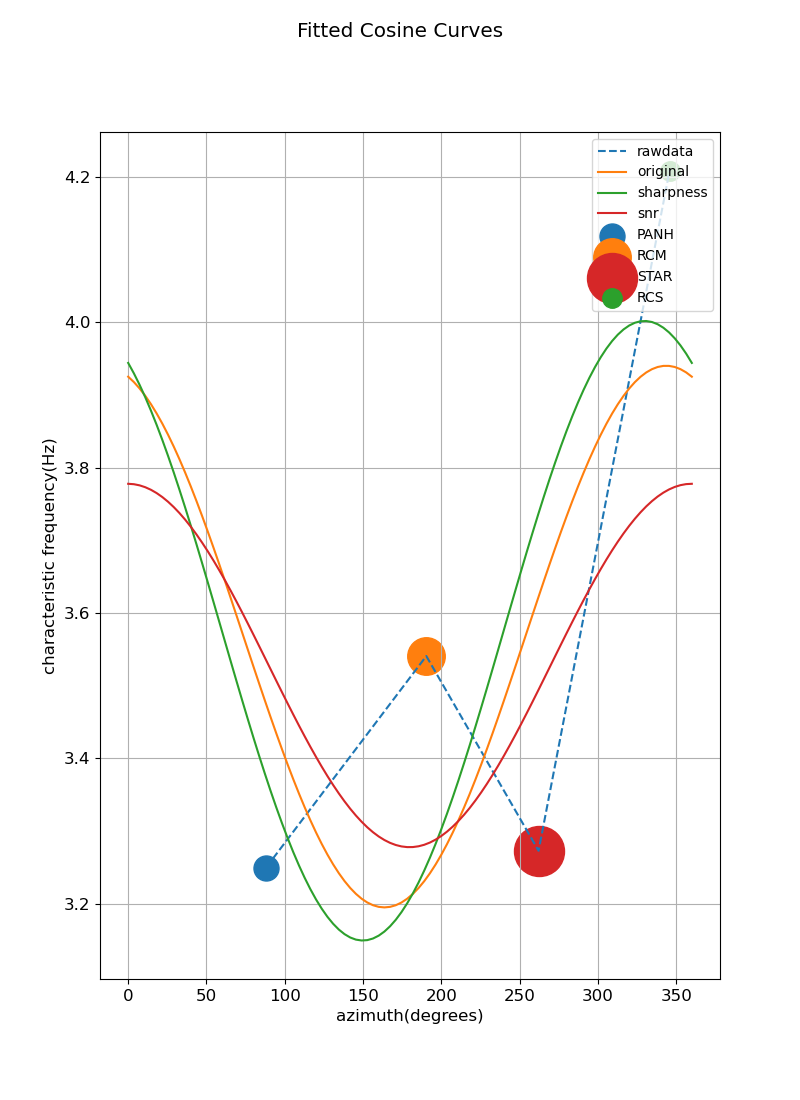 Fitted Cosine Curves
rawdata
original
sharpness
snr
PANH
RCM
STAR
RCS
4.2
4.0
3.8
3.6
3.4
3.2
characteristic frequency(Hz)
0 50 100 150 200 250 300 350
azimuth(degrees)